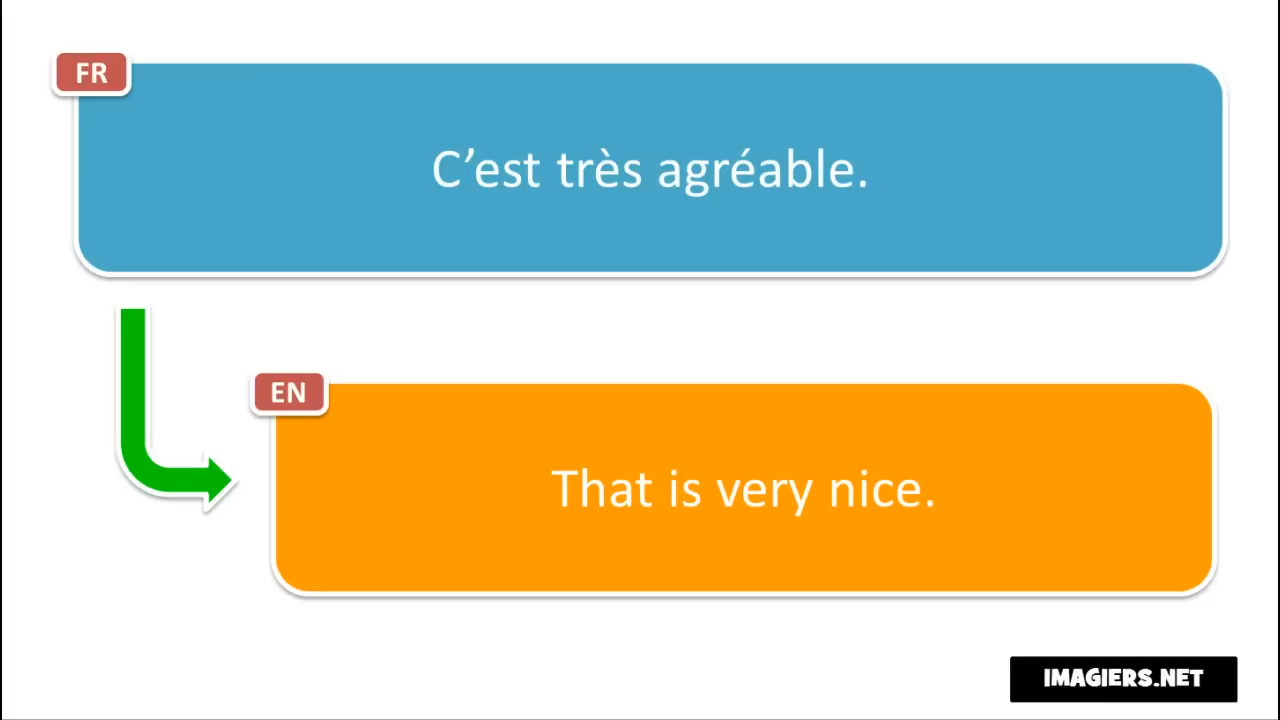 FR
C’est très agréable.
EN
That is very nice.
IMAGIERS.NET